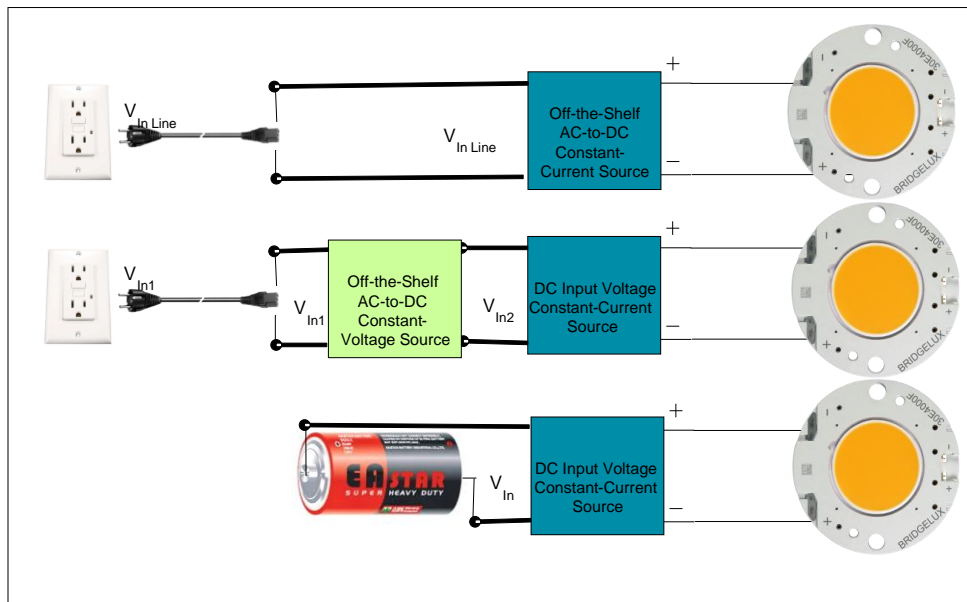 V In Line
V In Line
Off-the-Shelf
AC-to-DC
Constant-
Current Source
+
−
30E4000F
−
+
−
+
BRIDGELUX
V In1
V In1
Off-the-Shelf
AC-to-DC
Constant-
Voltage Source
V In2
DC Input Voltage
Constant-Current
Source
+
−
30E4000F
−
+
−
+
BRIDGELUX
EASTAR
SUPER HEAVY DUTY
V In
DC Input Voltage
Constant-Current
Source
+
−
30E4000F
−
+
−
+
BRIDGELUX